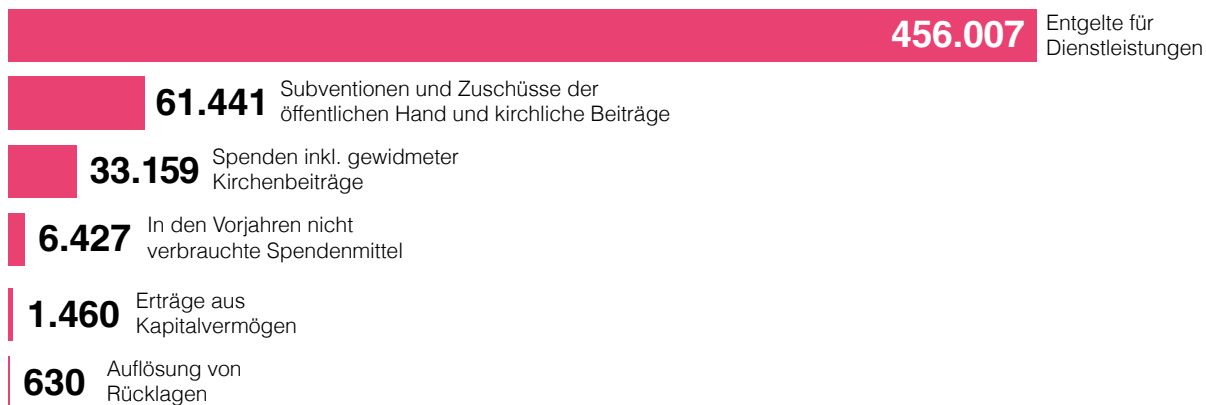 456.007
Entgelte für
Dienstleistungen
61.441
Subventionen und Zuschüsse der
öffentlichen Hand und kirchliche Beiträge
33.159
Spenden inkl. gewidmeter
Kirchenbeiträge
6.427
In den Vorjahren nicht
verbrauchte Spendenmittel
1.460
Erträge aus
Kapitalvermögen
630
Auflösung von
Rücklagen